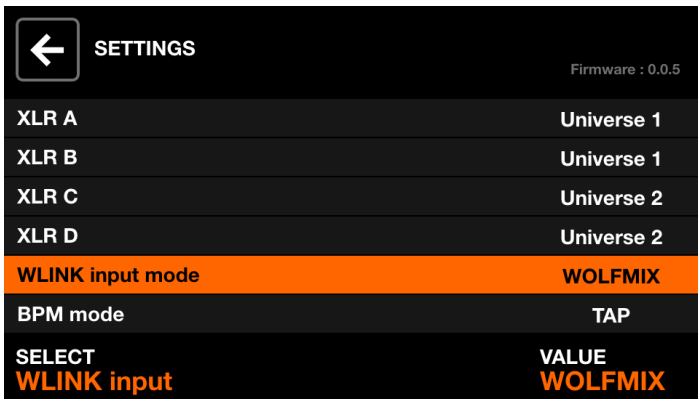 SETTINGS
Firmware : 0.0.5
XLR A Universe 1
XLR B Universe 1
XLR C Universe 2
XLR D Universe 2
WLINK input mode WOLFMIX
BPM mode TAP
SELECT VALUE
WLINK input WOLFMIX